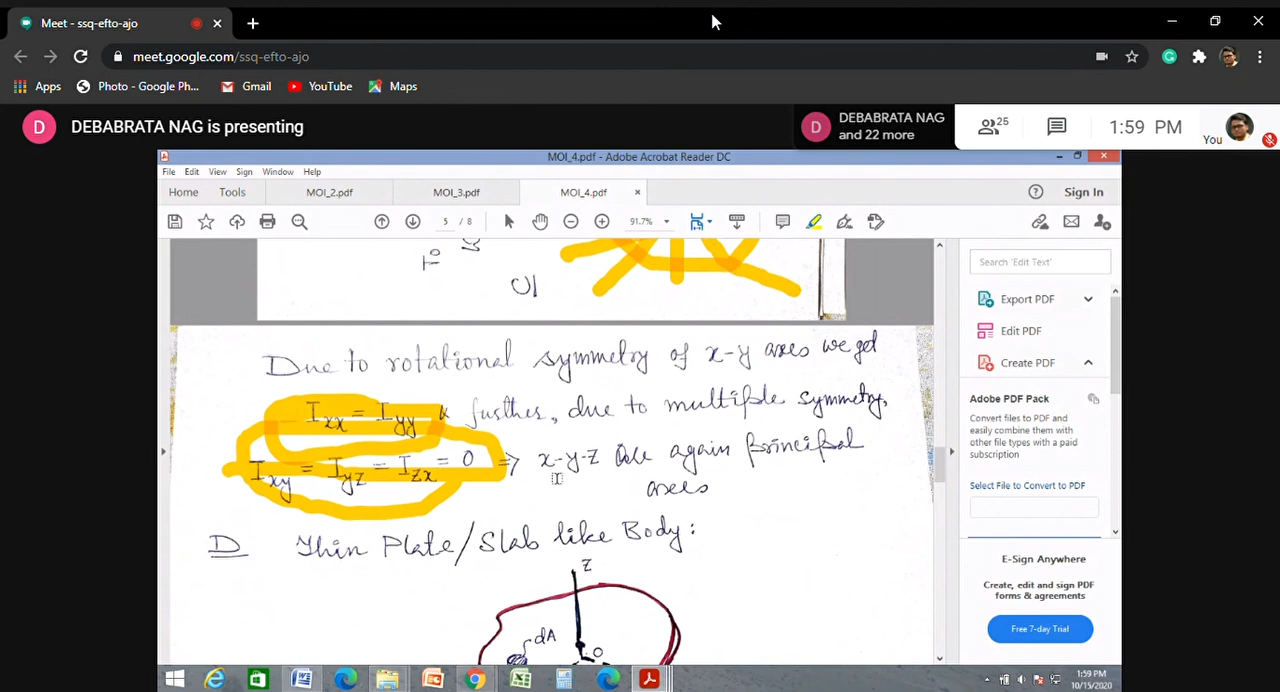 Meet - ssq-efto-ajo
meet.google.com/ssq-efto-ajo
Apps Photo - Google Ph... Gmail YouTube Maps
D DEBABRATA NAG is presenting
D DEBABRATA NAG
and 22 more
25
1:59 PM
You
MOI_4.pdf - Adobe Acrobat Reader DC
File Edit View Sign Window Help
Home Tools MOI_2.pdf MOI_3.pdf MOI_4.pdf Sign In
5 / 8 91.7%
Due to rotational symmetry of x-y axes we get
Ixx = Iyy & further, due to multiple symmetry,
Ixy = Iyz = Izx = 0 ⇒ x-y-z are again principal
axes
D Thin Plate/Slab like Body:
z
dA
O
Search 'Edit Text'
Export PDF
Edit PDF
Create PDF
Adobe PDF Pack
Convert files to PDF and
easily combine them with
other file types with a paid
subscription
Select File to Convert to PDF
E-Sign Anywhere
Create, edit and sign PDF
forms & agreements
Free 7-day Trial
1:59 PM
10/15/2020